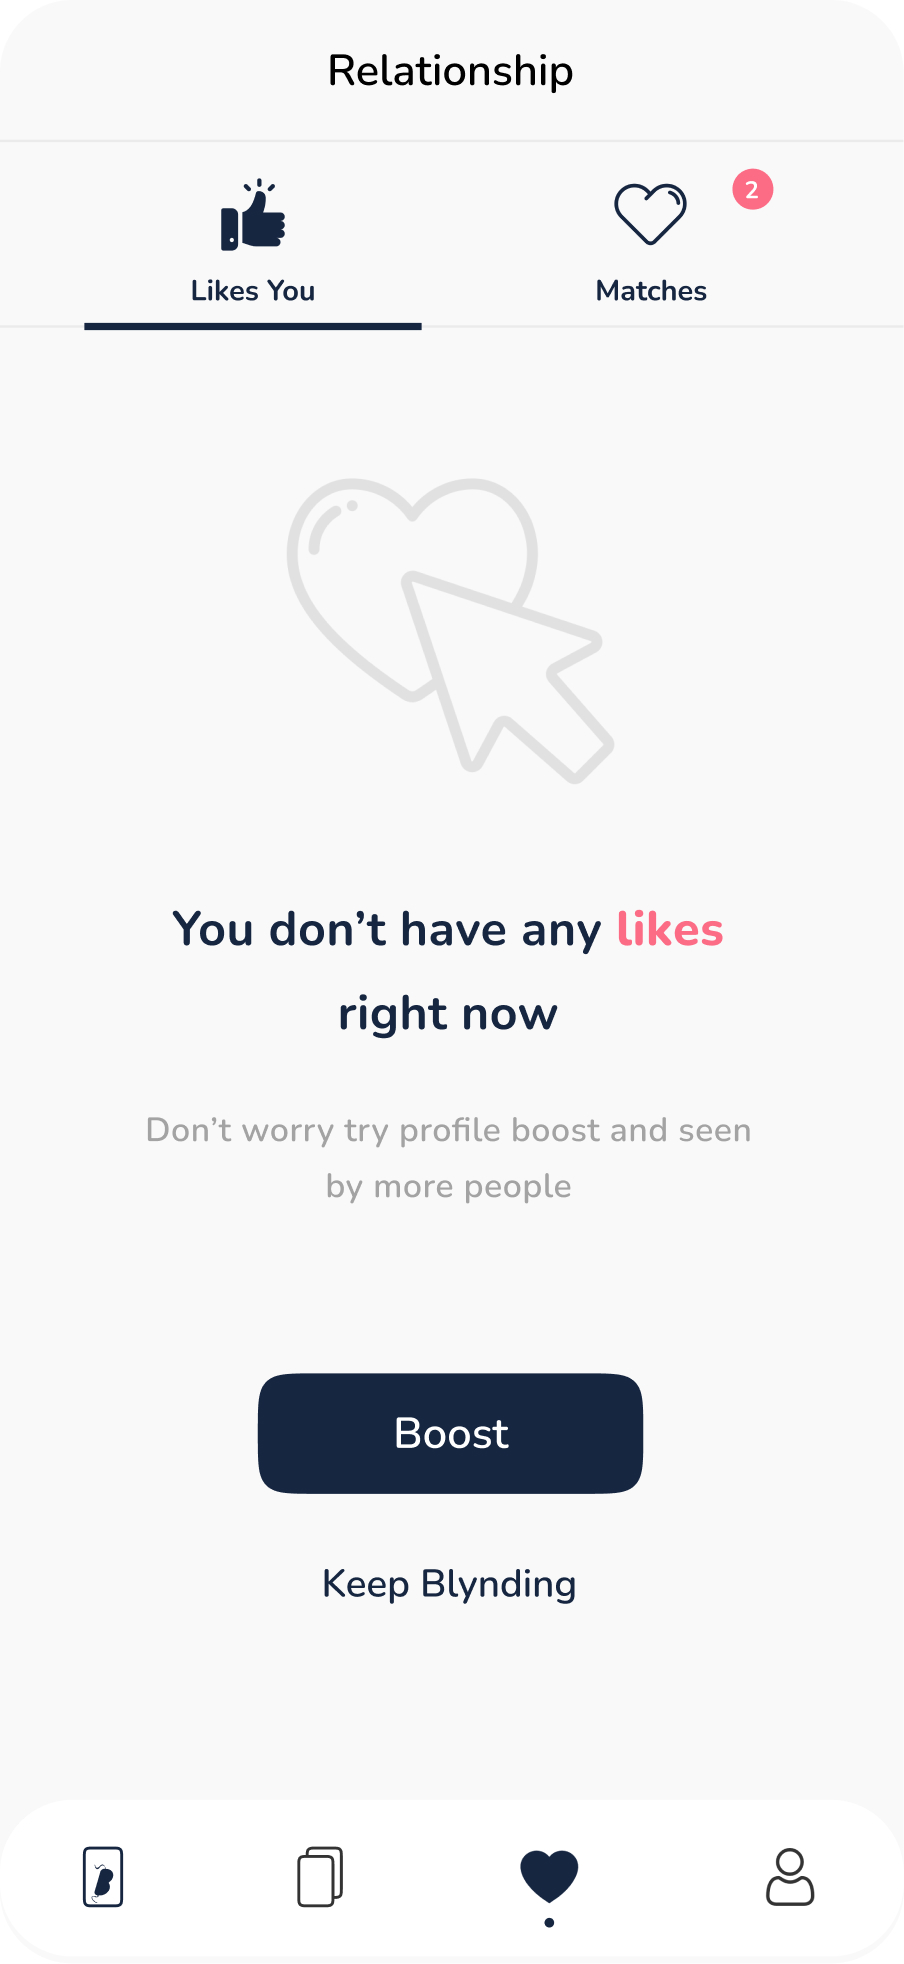 Relationship
2
Likes You
Matches
You don’t have any likes
right now
Don’t worry try profile boost and seen
by more people
Boost
Keep Blynding
B